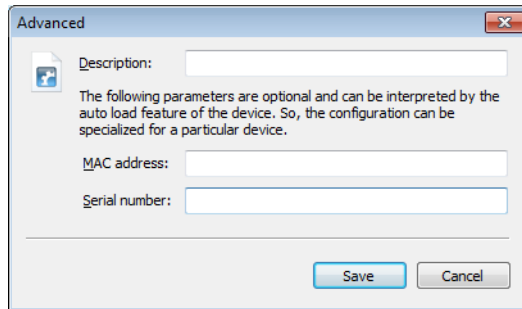 Advanced
Description:
The following parameters are optional and can be interpreted by the
auto load feature of the device. So, the configuration can be
specialized for a particular device.
MAC address:
Serial number:
Save Cancel